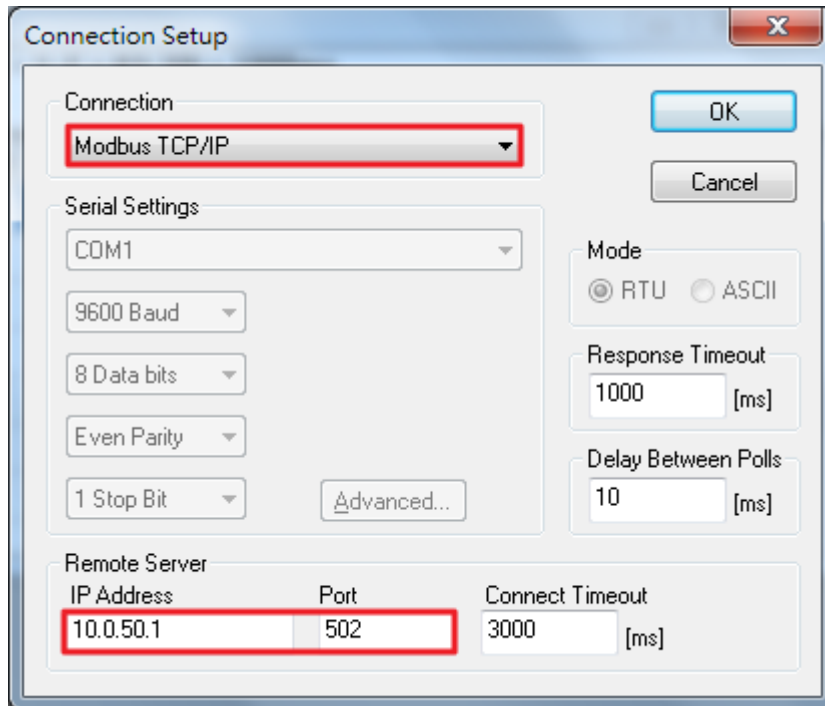 Connection Setup
Connection
Modbus TCP/IP
OK
Cancel
Serial Settings
COM1
9600 Baud
8 Data bits
Even Parity
1 Stop Bit
Advanced...
Mode
RTU ASCII
Response Timeout
1000 [ms]
Delay Between Polls
10 [ms]
Remote Server
IP Address Port Connect Timeout
10.0.50.1 502 3000 [ms]